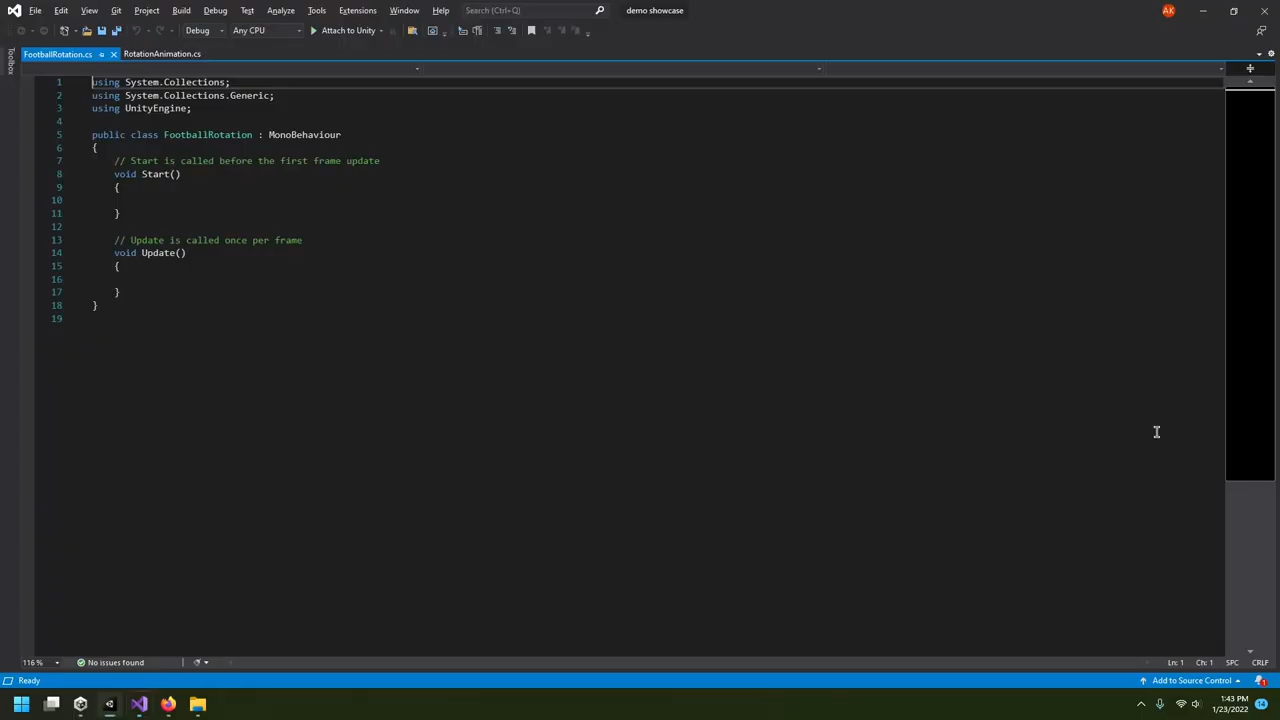 File Edit View Git Project Build Debug Test Analyze Tools Extensions Window Help Search (Ctrl+Q) demo showcase AK
Debug Any CPU Attach to Unity
Toolbox
FootballRotation.cs RotationAnimation.cs
1 using System.Collections;
2 using System.Collections.Generic;
3 using UnityEngine;
4
5 public class FootballRotation : MonoBehaviour
6 {
7 // Start is called before the first frame update
8 void Start()
9 {
10
11 }
12
13 // Update is called once per frame
14 void Update()
15 {
16
17 }
18 }
19
116 % No issues found Ln: 1 Ch: 1 SPC CRLF
Ready Add to Source Control 1
1:43 PM
1/23/2022 14